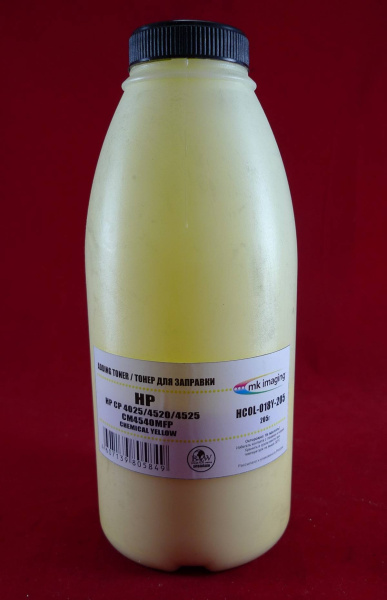 ADDING TONER / ТОНЕР ДЛЯ ЗАПРАВКИ
HP
HP CP 4025/4520/4525
CM4540MFP
CHEMICAL YELLOW
mk imaging
HCOL-018Y-205
205г
B&W